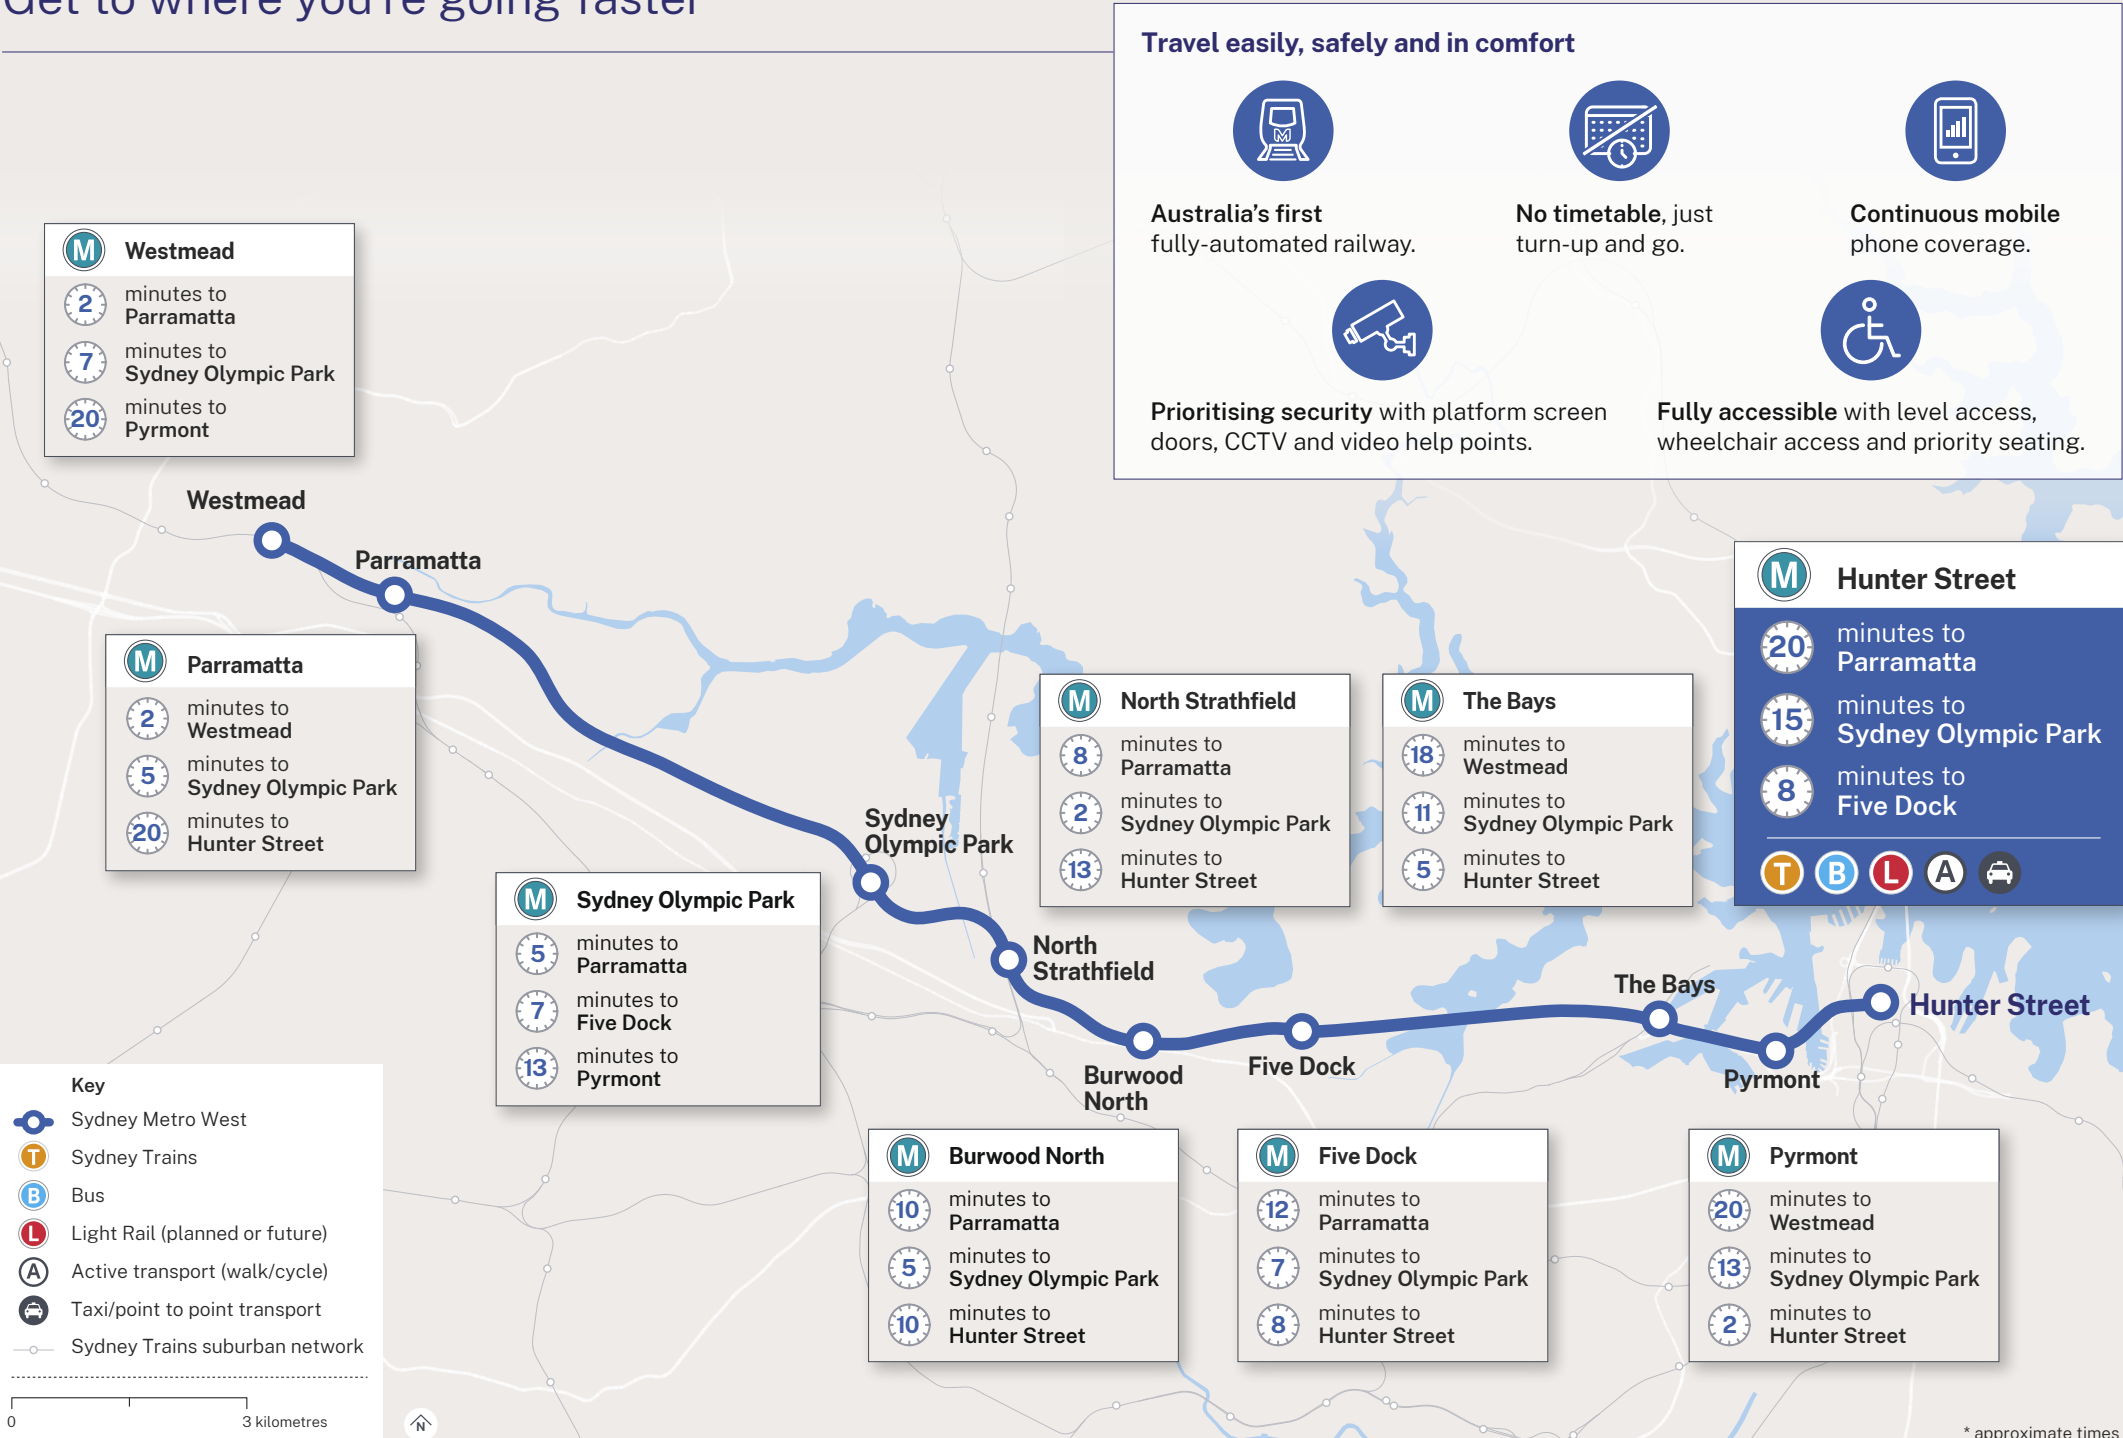 Get to where you're going faster
Travel easily, safely and in comfort
Australia's first
fully-automated railway.
No timetable, just
turn-up and go.
Continuous mobile
phone coverage.
Prioritising security with platform screen
doors, CCTV and video help points.
Fully accessible with level access,
wheelchair access and priority seating.
M Westmead
2 minutes to
Parramatta
7 minutes to
Sydney Olympic Park
20 minutes to
Pyrmont
Westmead
Parramatta
M Parramatta
2 minutes to
Westmead
5 minutes to
Sydney Olympic Park
20 minutes to
Hunter Street
Sydney
Olympic Park
M Sydney Olympic Park
5 minutes to
Parramatta
7 minutes to
Five Dock
13 minutes to
Pyrmont
M North Strathfield
8 minutes to
Parramatta
2 minutes to
Sydney Olympic Park
13 minutes to
Hunter Street
M The Bays
18 minutes to
Westmead
11 minutes to
Sydney Olympic Park
5 minutes to
Hunter Street
M Hunter Street
20 minutes to
Parramatta
15 minutes to
Sydney Olympic Park
8 minutes to
Five Dock
T B L A
North
Strathfield
Burwood
North
Five Dock
The Bays
Pyrmont
Hunter Street
M Burwood North
10 minutes to
Parramatta
5 minutes to
Sydney Olympic Park
10 minutes to
Hunter Street
M Five Dock
12 minutes to
Parramatta
7 minutes to
Sydney Olympic Park
8 minutes to
Hunter Street
M Pyrmont
20 minutes to
Westmead
13 minutes to
Sydney Olympic Park
2 minutes to
Hunter Street
Key
Sydney Metro West
T Sydney Trains
B Bus
L Light Rail (planned or future)
A Active transport (walk/cycle)
Taxi/point to point transport
Sydney Trains suburban network
0 3 kilometres
N
* approximate times